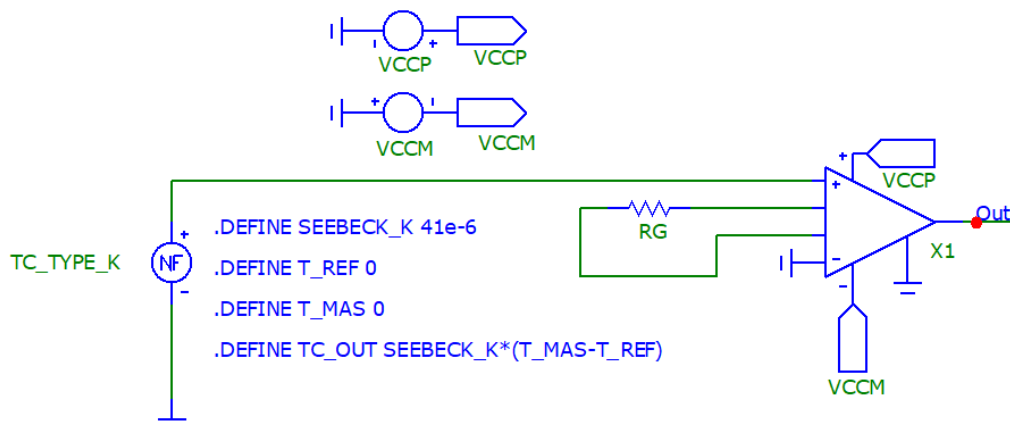 VCCP
VCCP
VCCM
VCCM
VCCP
Out
RG
X1
TC_TYPE_K
NF
.DEFINE SEEBECK_K 41e-6
.DEFINE T_REF 0
.DEFINE T_MAS 0
.DEFINE TC_OUT SEEBECK_K*(T_MAS-T_REF)
VCCM